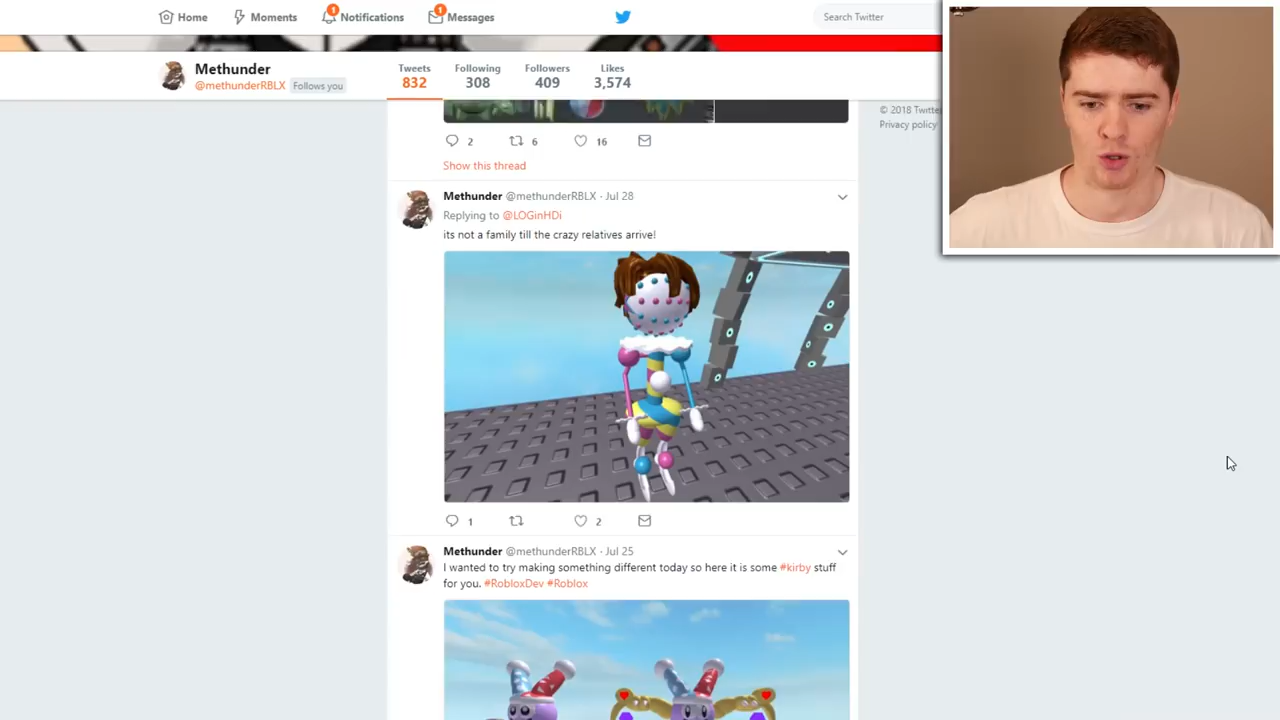 Home
Moments
1
Notifications
1
Messages
Search Twitter
Methunder
@methunderRBLX Follows you
Tweets
832
Following
308
Followers
409
Likes
3,574
© 2018 Twitter
Privacy policy
2
6
16
Show this thread
Methunder @methunderRBLX · Jul 28
Replying to @LOGinHDi
its not a family till the crazy relatives arrive!
1
2
Methunder @methunderRBLX · Jul 25
I wanted to try making something different today so here it is some #kirby stuff
for you. #RobloxDev #Roblox